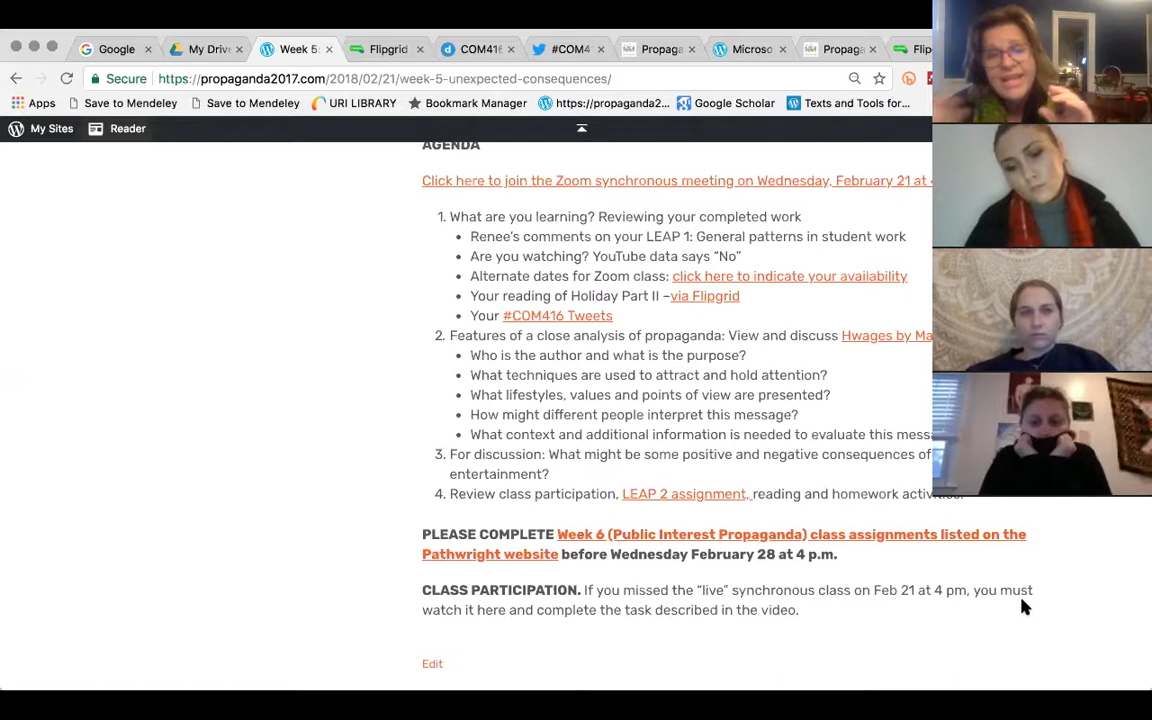 Google
My Drive
Week 5:
Flipgrid
COM416
#COM4
Propaga
Microso
Propaga
Flip
Secure https://propaganda2017.com/2018/02/21/week-5-unexpected-consequences/
Apps Save to Mendeley Save to Mendeley URI LIBRARY Bookmark Manager https://propaganda2... Google Scholar Texts and Tools for...
My Sites Reader
AGENDA
Click here to join the Zoom synchronous meeting on Wednesday, February 21 at
1. What are you learning? Reviewing your completed work
• Renee's comments on your LEAP 1: General patterns in student work
• Are you watching? YouTube data says "No"
• Alternate dates for Zoom class: click here to indicate your availability
• Your reading of Holiday Part II –via Flipgrid
• Your #COM416 Tweets
2. Features of a close analysis of propaganda: View and discuss Hwages by Ma
• Who is the author and what is the purpose?
• What techniques are used to attract and hold attention?
• What lifestyles, values and points of view are presented?
• How might different people interpret this message?
• What context and additional information is needed to evaluate this mess
3. For discussion: What might be some positive and negative consequences of
entertainment?
4. Review class participation, LEAP 2 assignment, reading and homework
PLEASE COMPLETE Week 6 (Public Interest Propaganda) class assignments listed on the
Pathwright website before Wednesday February 28 at 4 p.m.
CLASS PARTICIPATION. If you missed the "live" synchronous class on Feb 21 at 4 pm, you must
watch it here and complete the task described in the video.
Edit